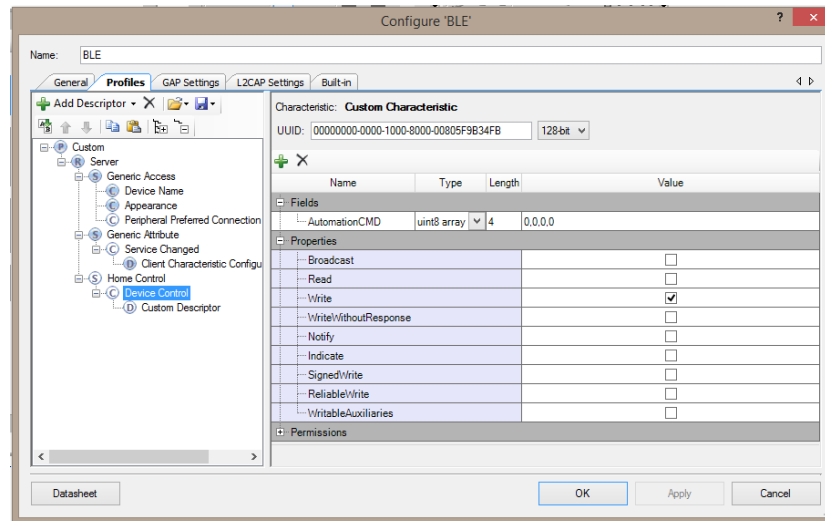 Configure 'BLE'
?
Name: BLE
General Profiles GAP Settings L2CAP Settings Built-in
Add Descriptor
Custom
Server
Generic Access
Device Name
Appearance
Peripheral Preferred Connection
Generic Attribute
Service Changed
Client Characteristic Configu
Home Control
Device Control
Custom Descriptor
Characteristic: Custom Characteristic
UUID: 00000000-0000-1000-8000-00805F9B34FB 128-bit
Name Type Length Value
Fields
AutomationCMD uint8 array 4 0,0,0,0
Properties
Broadcast
Read
Write
WriteWithoutResponse
Notify
Indicate
SignedWrite
ReliableWrite
WritableAuxiliaries
Permissions
Datasheet OK Apply Cancel